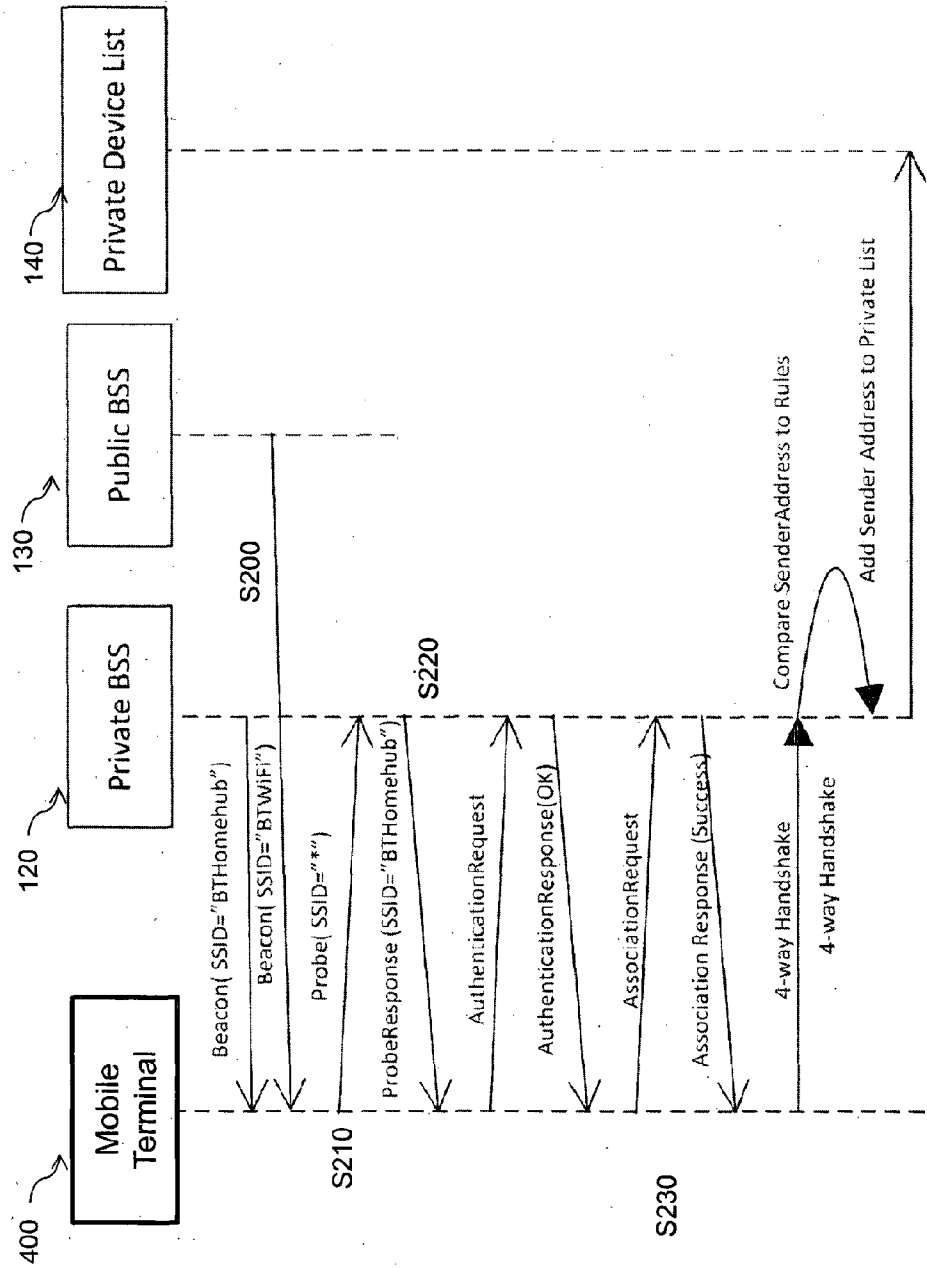 400
Mobile
Terminal
120
Private BSS
130
Public BSS
140
Private Device List
Beacon( SSID="BTHomehub")
Beacon( SSID="BTWiFi")
S200
S210
Probe( SSID="*")
ProbeResponse (SSID="BTHomehub")
S220
AuthenticationRequest
AuthenticationResponse(OK)
S230
AssociationRequest
Association Response (Success)
4-way Handshake
4-way Handshake
Compare SenderAddress to Rules
Add Sender Address to Private List